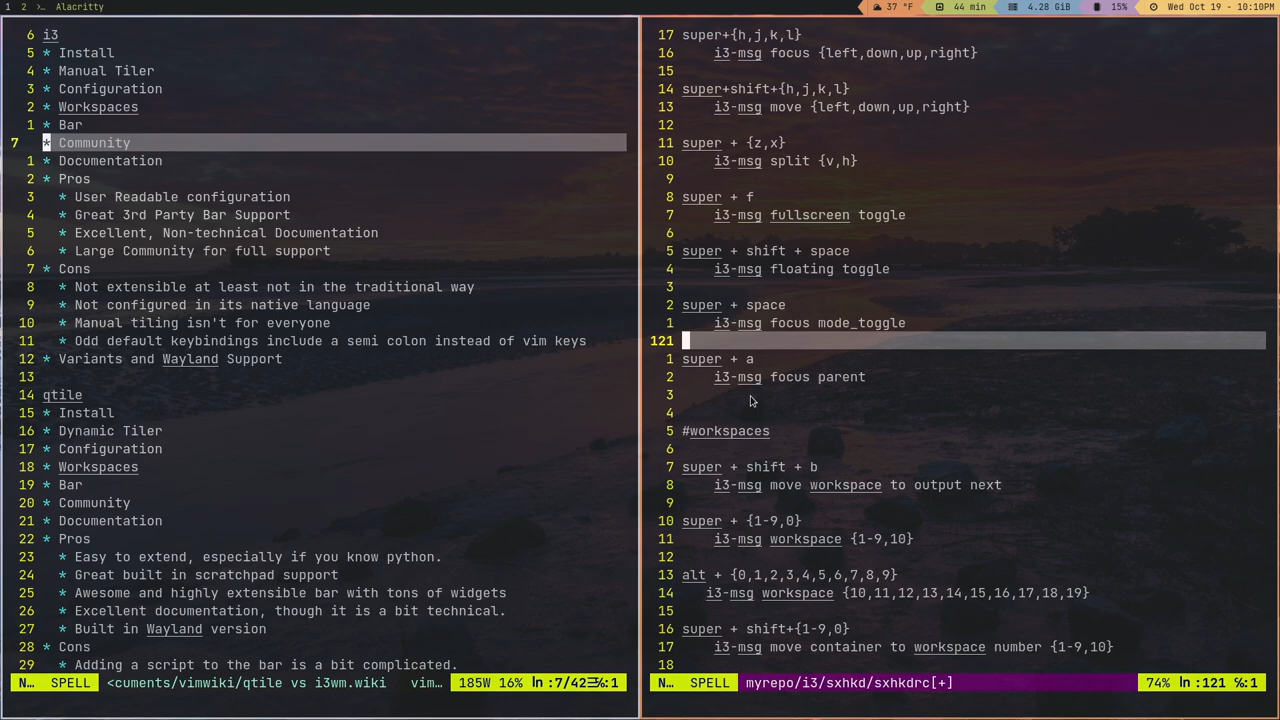 1 2 >_ Alacritty 37 °F 44 min 4.28 GiB 15% Wed Oct 19 - 10:10PM
6 i3
5 * Install
4 * Manual Tiler
3 * Configuration
2 * Workspaces
1 * Bar
7 * Community
1 * Documentation
2 * Pros
3 * User Readable configuration
4 * Great 3rd Party Bar Support
5 * Excellent, Non-technical Documentation
6 * Large Community for full support
7 * Cons
8 * Not extensible at least not in the traditional way
9 * Not configured in its native language
10 * Manual tiling isn't for everyone
11 * Odd default keybindings include a semi colon instead of vim keys
12 * Variants and Wayland Support
13
14 qtile
15 * Install
16 * Dynamic Tiler
17 * Configuration
18 * Workspaces
19 * Bar
20 * Community
21 * Documentation
22 * Pros
23 * Easy to extend, especially if you know python.
24 * Great built in scratchpad support
25 * Awesome and highly extensible bar with tons of widgets
26 * Excellent documentation, though it is a bit technical.
27 * Built in Wayland version
28 * Cons
29 * Adding a script to the bar is a bit complicated.
N… SPELL <cuments/vimwiki/qtile vs i3wm.wiki vim… 185W 16% ln :7/42 ℅:1
17 super+{h,j,k,l}
16 i3-msg focus {left,down,up,right}
15
14 super+shift+{h,j,k,l}
13 i3-msg move {left,down,up,right}
12
11 super + {z,x}
10 i3-msg split {v,h}
9
8 super + f
7 i3-msg fullscreen toggle
6
5 super + shift + space
4 i3-msg floating toggle
3
2 super + space
1 i3-msg focus mode_toggle
121
1 super + a
2 i3-msg focus parent
3
4
5 #workspaces
6
7 super + shift + b
8 i3-msg move workspace to output next
9
10 super + {1-9,0}
11 i3-msg workspace {1-9,10}
12
13 alt + {0,1,2,3,4,5,6,7,8,9}
14 i3-msg workspace {10,11,12,13,14,15,16,17,18,19}
15
16 super + shift+{1-9,0}
17 i3-msg move container to workspace number {1-9,10}
18
N… SPELL myrepo/i3/sxhkd/sxhkdrc[+] 74% ln :121 ℅:1